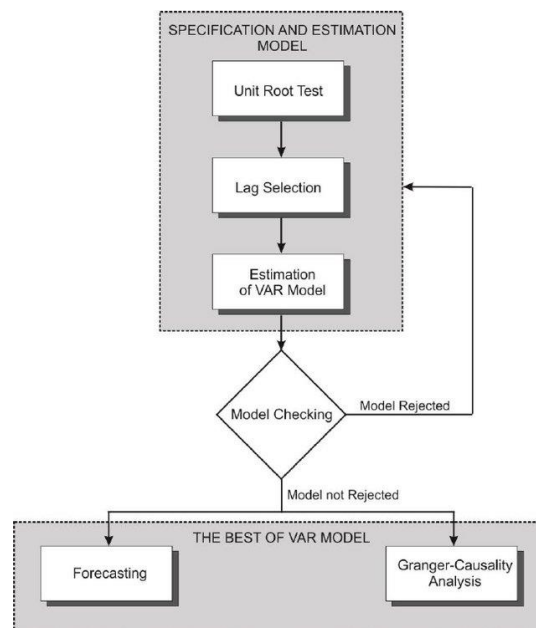 SPECIFICATION AND ESTIMATION
MODEL
Unit Root Test
Lag Selection
Estimation
of VAR Model
Model Checking
Model Rejected
Model not Rejected
THE BEST OF VAR MODEL
Forecasting
Granger-Causality
Analysis